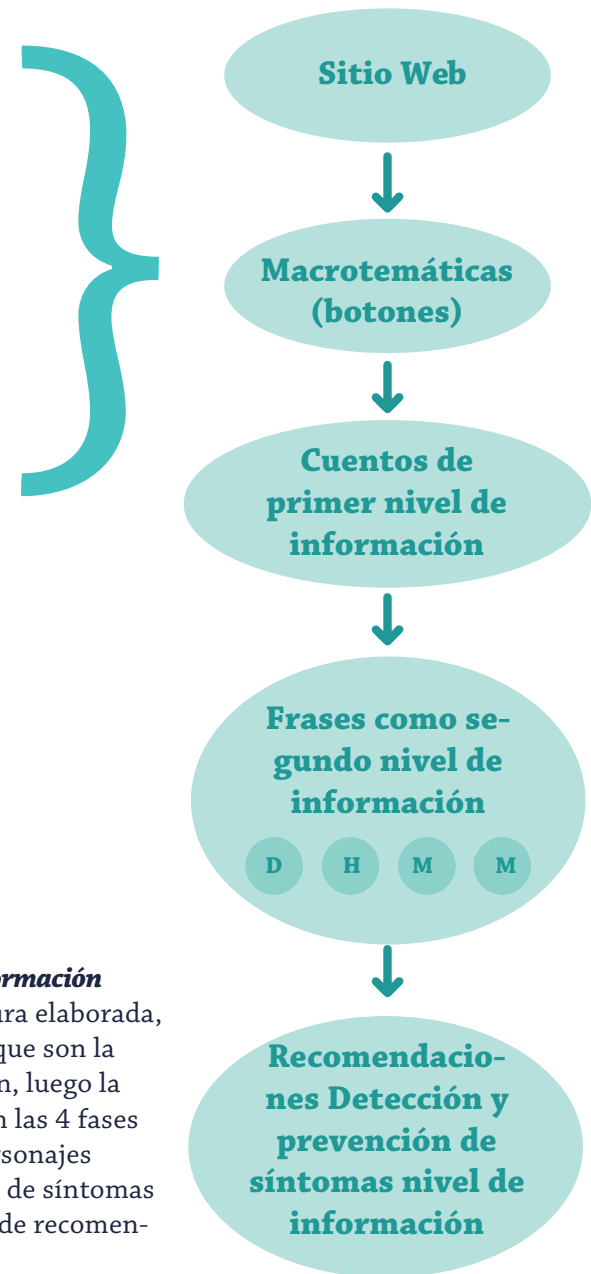 Sitio Web
Macrotemáticas
(botones)
Cuentos de
primer nivel de
información
Frases como se-
gundo nivel de
información
D H M M
Recomendacio-
nes Detección y
prevención de
síntomas nivel de
información
ormación
ura elaborada,
que son la
n, luego la
n las 4 fases
rsonajes
de síntomas
de recomen-